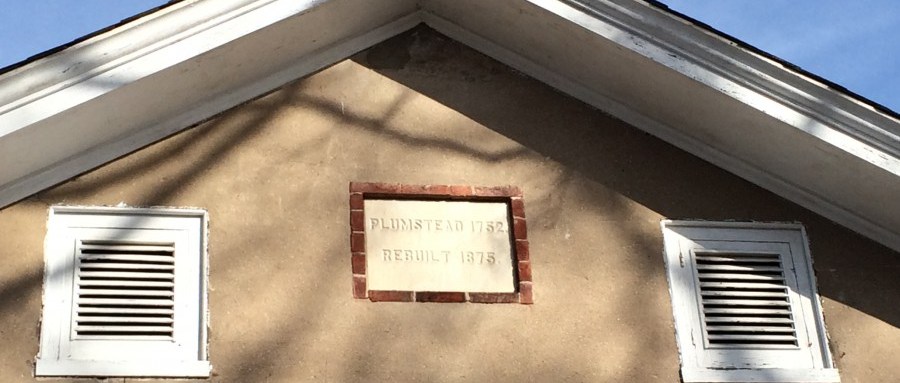 PLUMSTEAD 1752.
REBUILT 1875.